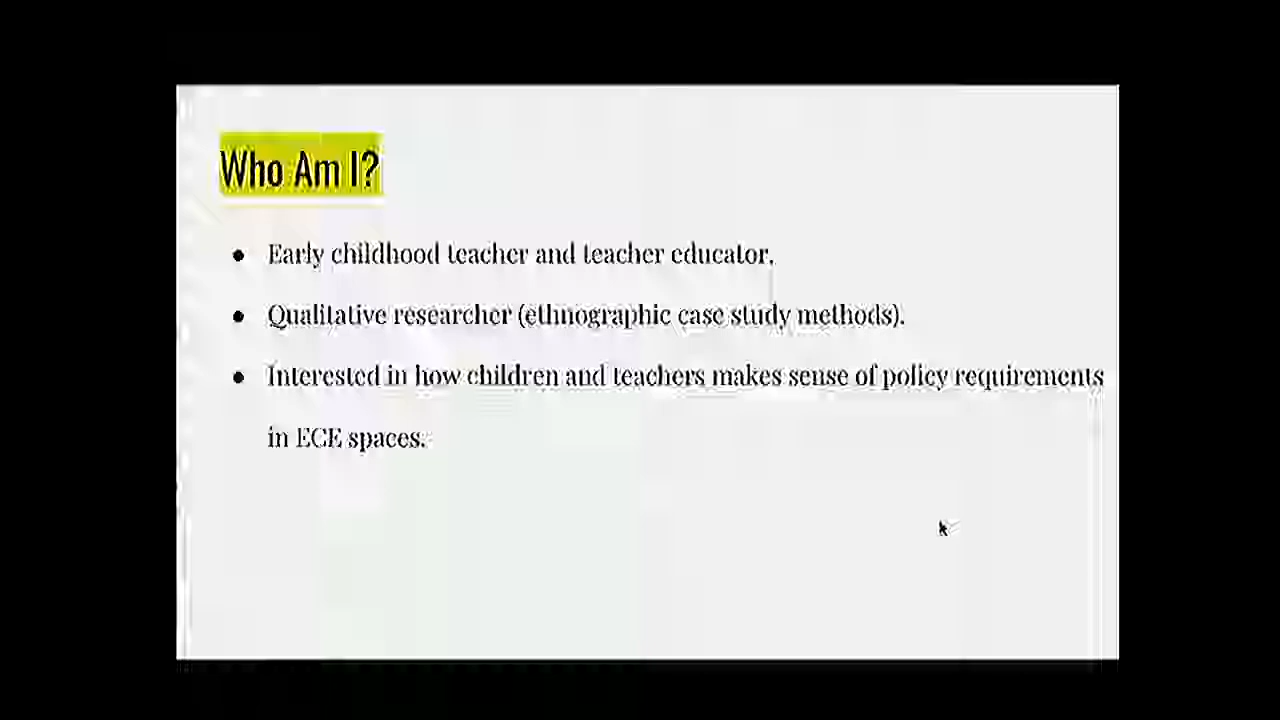 Who Am I?
● Early childhood teacher and teacher educator.
● Qualitative researcher (ethnographic case study methods).
● Interested in how children and teachers makes sense of policy requirements
in ECE spaces.